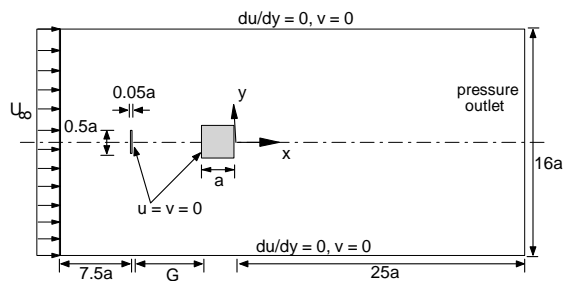 du/dy = 0, v = 0
U∞
0.05a
y
pressure
outlet
0.5a
x
16a
a
u = v = 0
du/dy = 0, v = 0
7.5a
G
25a